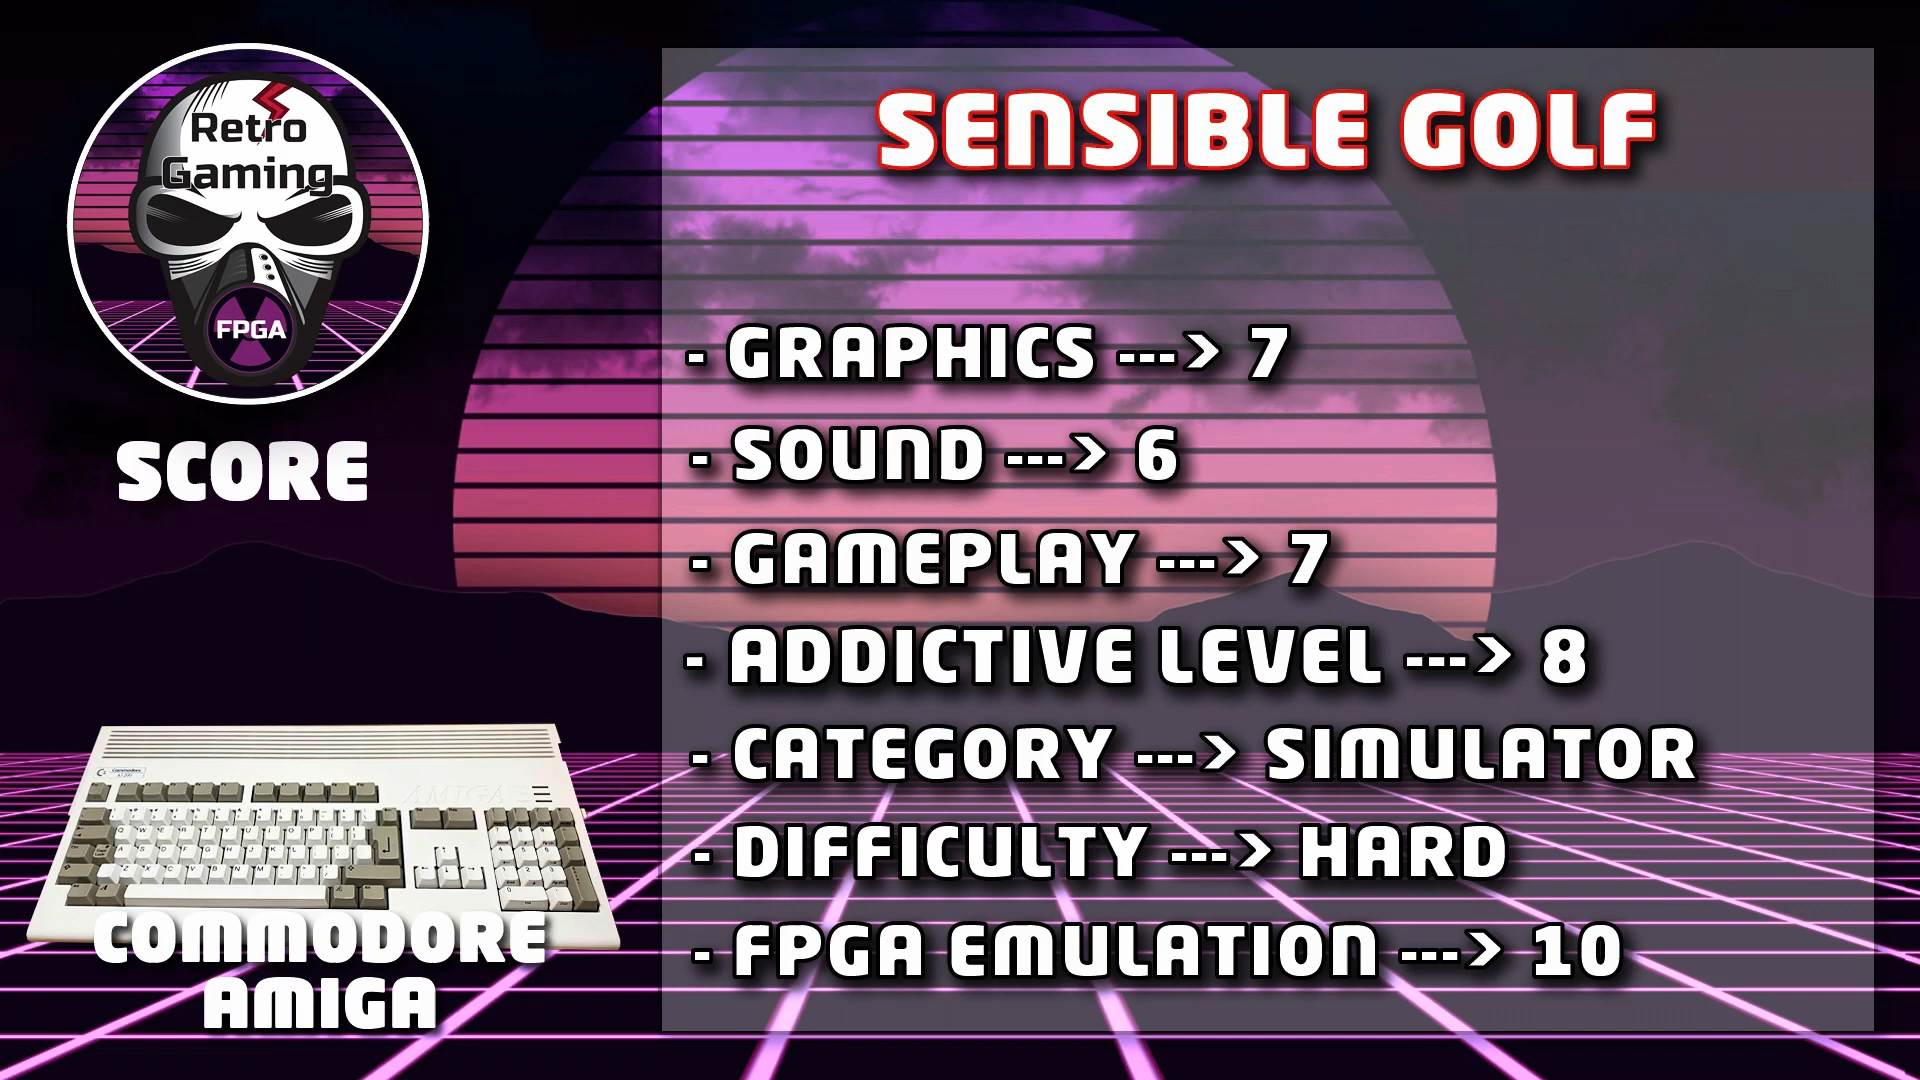 Retro
Gaming
FPGA
SCORE
COMMODORE
AMIGA
SENSIBLE GOLF
- GRAPHICS ---> 7
- SOUND ---> 6
- GAMEPLAY ---> 7
- ADDICTIVE LEVEL ---> 8
- CATEGORY ---> SIMULATOR
- DIFFICULTY ---> HARD
- FPGA EMULATION ---> 10